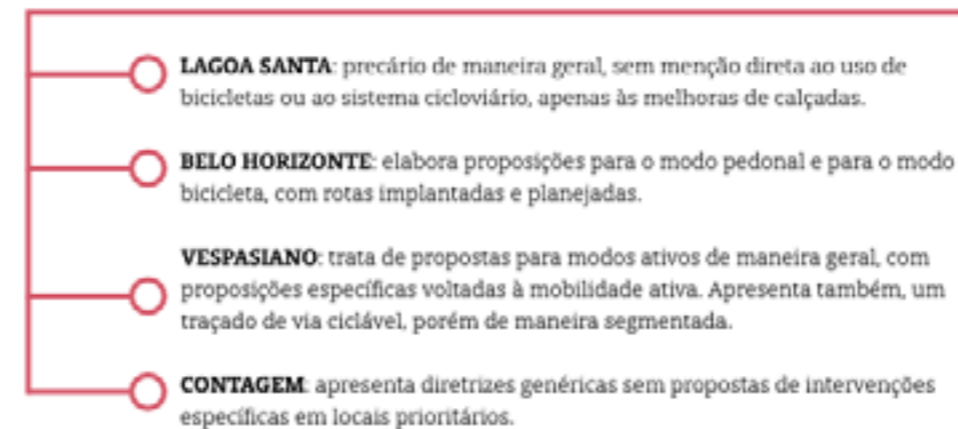 LAGOA SANTA: precário de maneira geral, sem menção direta ao uso de
bicicletas ou ao sistema cicloviário, apenas às melhoras de calçadas.
BELO HORIZONTE: elabora proposições para o modo pedonal e para o modo
bicicleta, com rotas implantadas e planejadas.
VESPASIANO: trata de propostas para modos ativos de maneira geral, com
proposições específicas voltadas à mobilidade ativa. Apresenta também, um
traçado de via ciclável, porém de maneira segmentada.
CONTAGEM: apresenta diretrizes genéricas sem propostas de intervenções
específicas em locais prioritários.